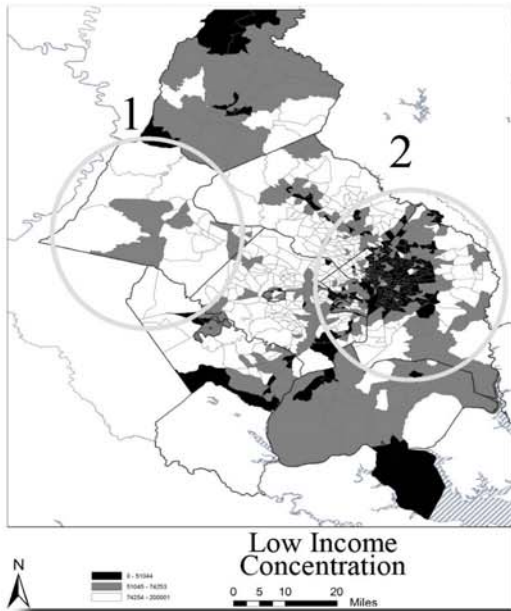 1
2
Low Income
Concentration
N
0 - 51044
51045 - 74253
74254 - 200001
0 5 10 20
Miles